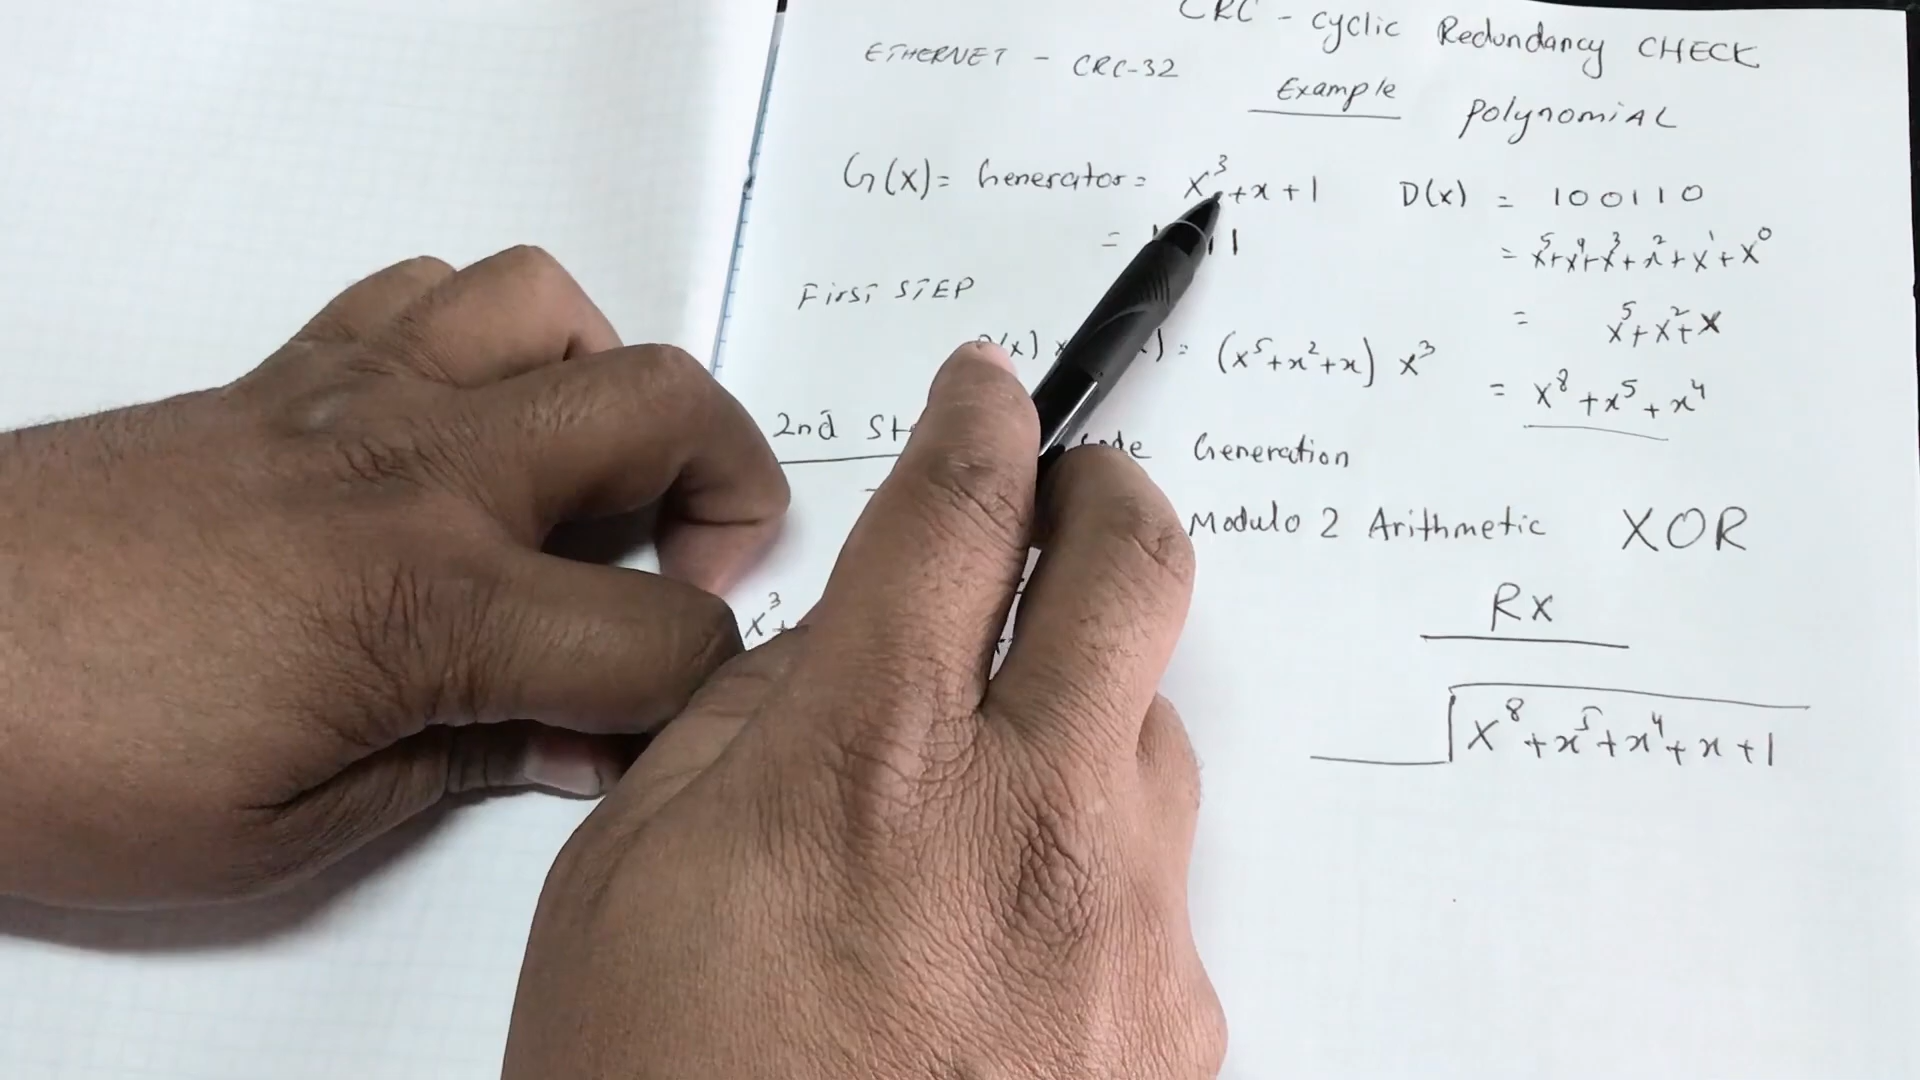 CRC - Cyclic Redundancy CHECK
ETHERNET - CRC-32
Example
Polynomial
G(x) = Generator = x³ + x + 1
D(x) = 100110
= x⁵+x⁴+x³+x²+x¹+x⁰
First STEP
= x⁵+x²+x
= (x⁵+x²+x) x³
= x⁸+x⁵+x⁴
2nd
Generation
Modulo 2 Arithmetic XOR
Rx
x³+
x⁸+x⁵+x⁴+x+1